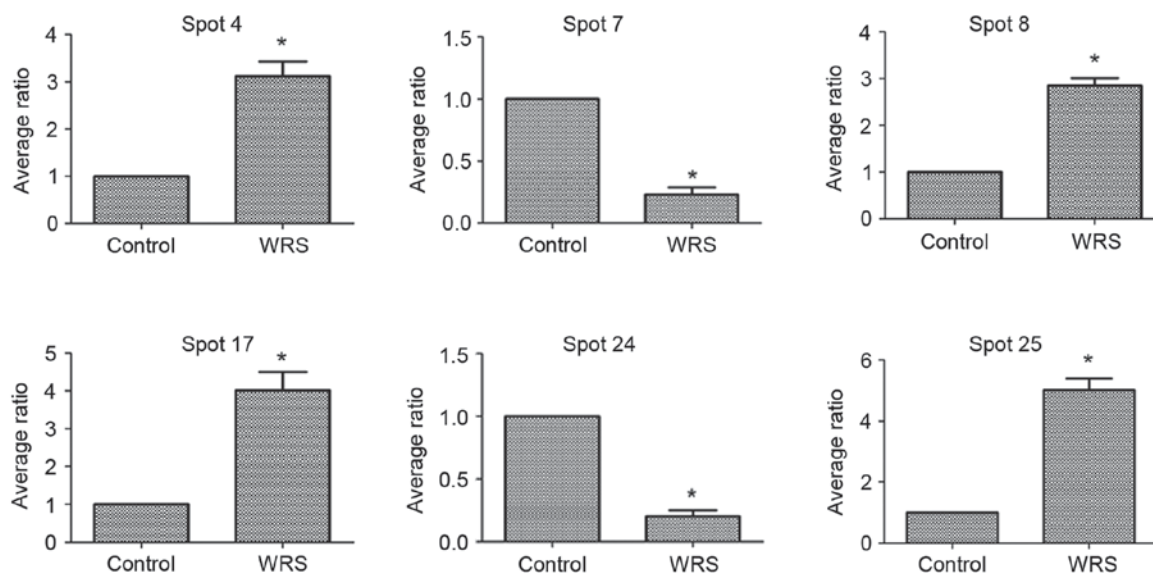 Spot 4
Average ratio
4
3
2
1
0
*
Control WRS
Spot 7
Average ratio
1.5
1.0
0.5
0.0
*
Control WRS
Spot 8
Average ratio
4
3
2
1
0
*
Control WRS
Spot 17
Average ratio
5
4
3
2
1
0
*
Control WRS
Spot 24
Average ratio
1.5
1.0
0.5
0.0
*
Control WRS
Spot 25
Average ratio
6
4
2
0
*
Control WRS